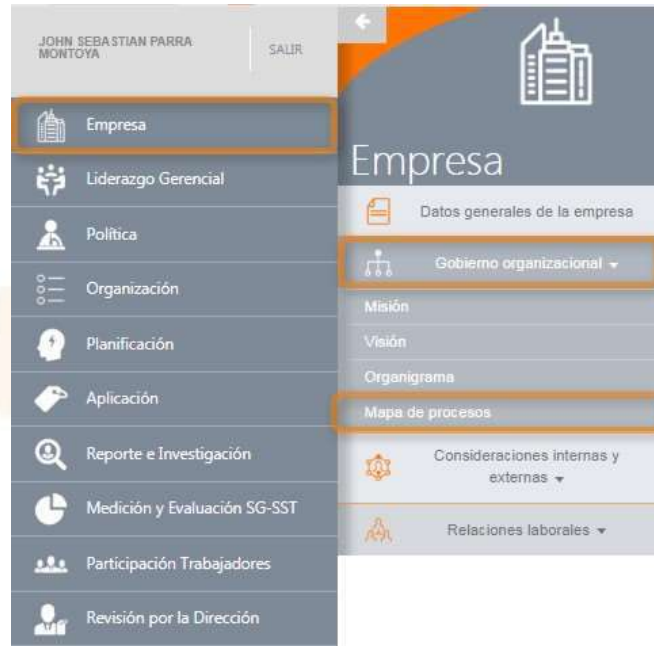 JOHN SEBASTIAN PARRA
MONTOYA
SALIR
Empresa
Liderazgo Gerencial
Política
Organización
Planificación
Aplicación
Reporte e Investigación
Medición y Evaluación SG-SST
Participación Trabajadores
Revisión por la Dirección
Empresa
Datos generales de la empresa
Gobierno organizacional
Misión
Visión
Organigrama
Mapa de procesos
Consideraciones internas y
externas
Relaciones laborales